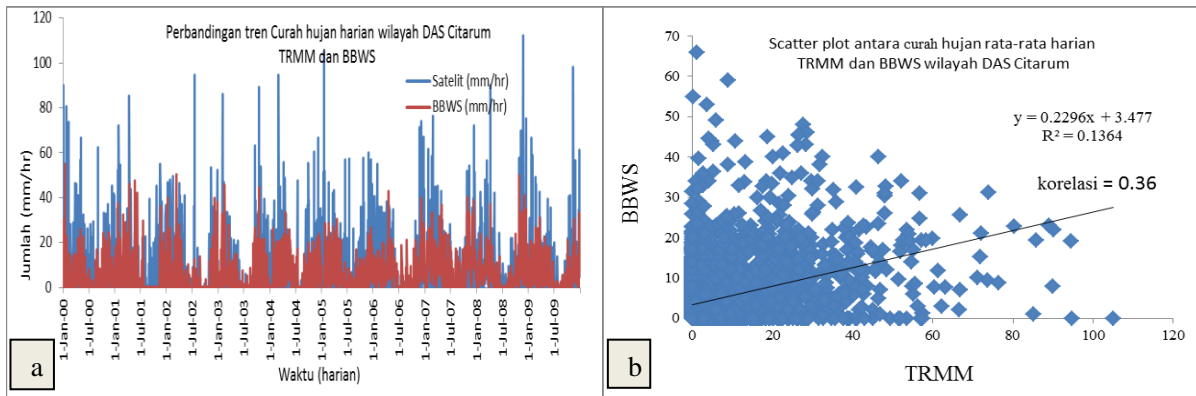 Perbandingan tren Curah hujan harian wilayah DAS Citarum
TRMM dan BBWS
Satelit (mm/hr)
BBWS (mm/hr)
Jumlah (mm/hr)
120
100
80
60
40
20
0
1-Jan-00
1-Jul-00
1-Jan-01
1-Jul-01
1-Jan-02
1-Jul-02
1-Jan-03
1-Jul-03
1-Jan-04
1-Jul-04
1-Jan-05
1-Jul-05
1-Jan-06
1-Jul-06
1-Jan-07
1-Jul-07
1-Jan-08
1-Jul-08
1-Jan-09
1-Jul-09
Waktu (harian)
a
Scatter plot antara curah hujan rata-rata harian
TRMM dan BBWS wilayah DAS Citarum
y = 0.2296x + 3.477
R² = 0.1364
korelasi = 0.36
BBWS
70
60
50
40
30
20
10
0
0 20 40 60 80 100 120
TRMM
b